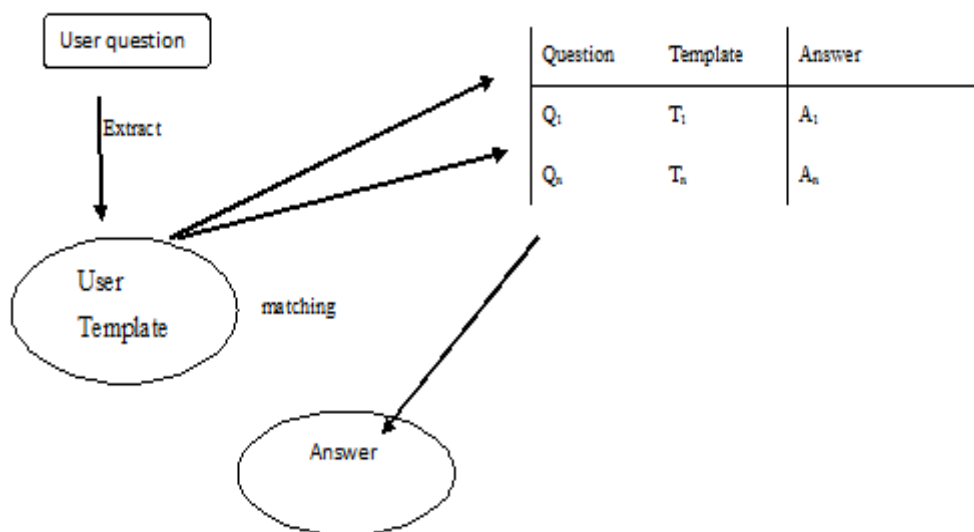 User question
Question Template Answer
Extract
Q₁ T₁ A₁
Qₙ Tₙ Aₙ
User
Template
matching
Answer